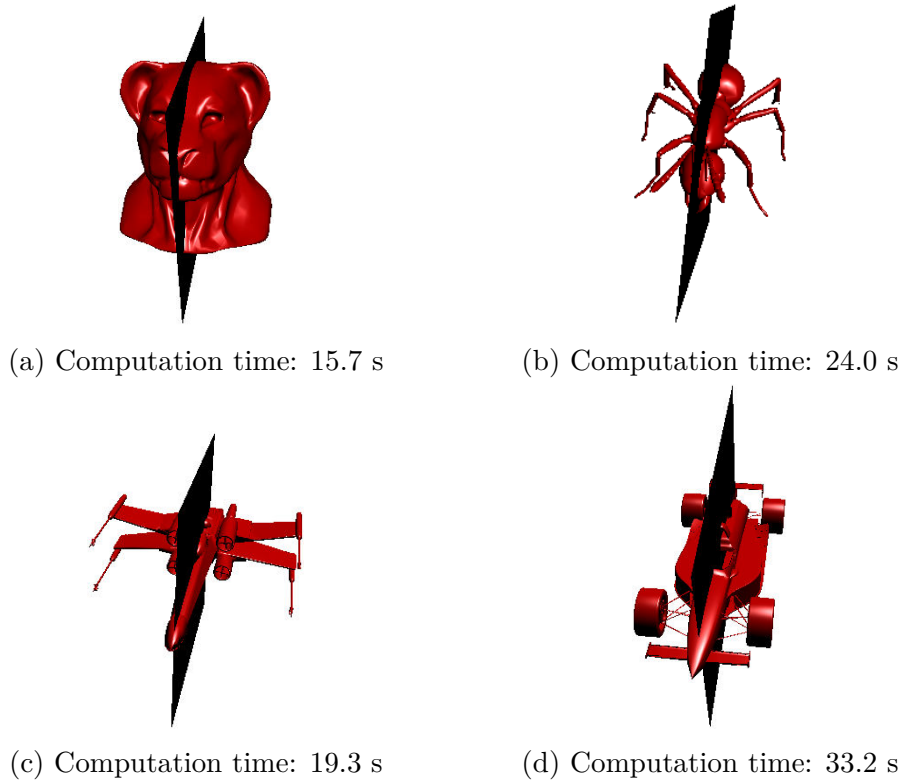 (a) Computation time: 15.7 s
(b) Computation time: 24.0 s
(c) Computation time: 19.3 s
(d) Computation time: 33.2 s